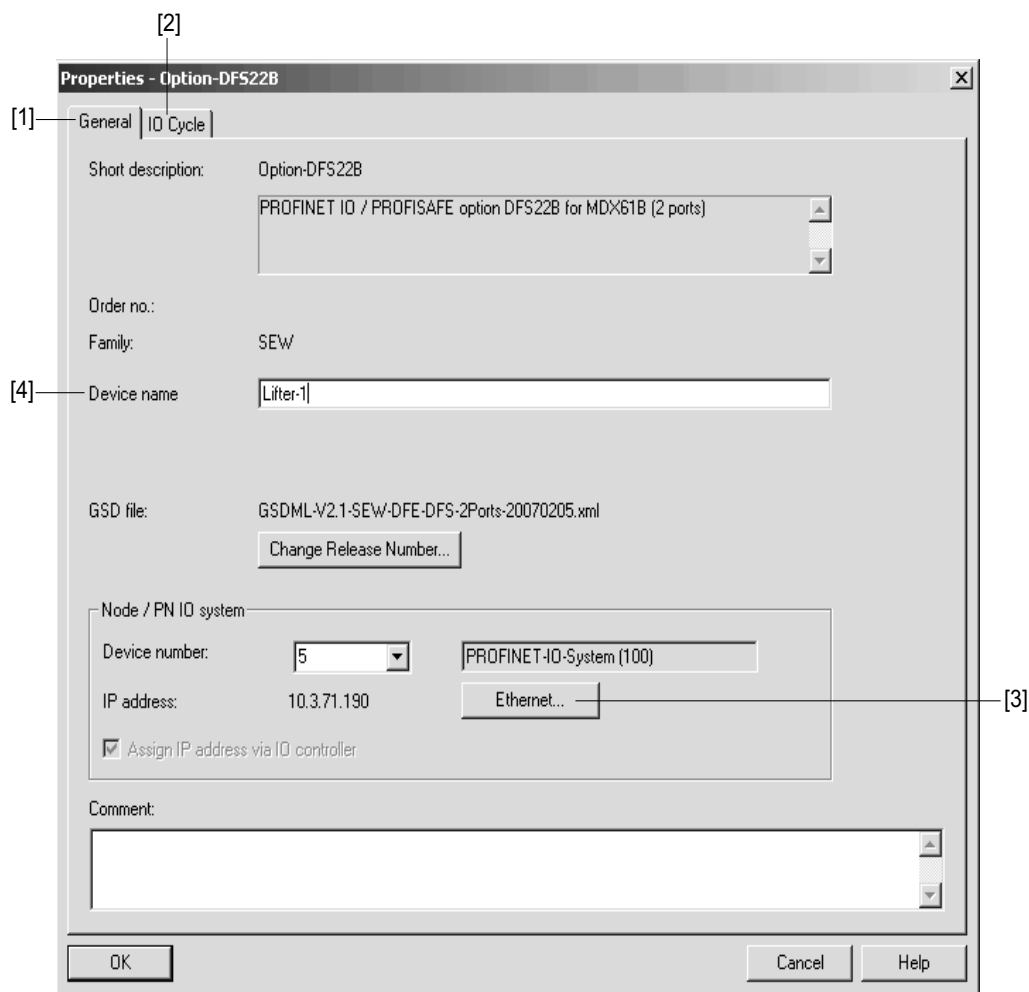 [2]
Properties - Option-DFS22B
[1]
General
IO Cycle
Short description:
Option-DFS22B
PROFINET IO / PROFISAFE option DFS22B for MDX61B (2 ports)
Order no.:
Family:
SEW
[4]
Device name
Lifter-1
GSD file:
GSDML-V2.1-SEW-DFE-DFS-2Ports-20070205.xml
Change Release Number...
Node / PN IO system
Device number:
5
PROFINET-IO-System (100)
IP address:
10.3.71.190
Ethernet...
[3]
Assign IP address via IO controller
Comment:
OK
Cancel
Help